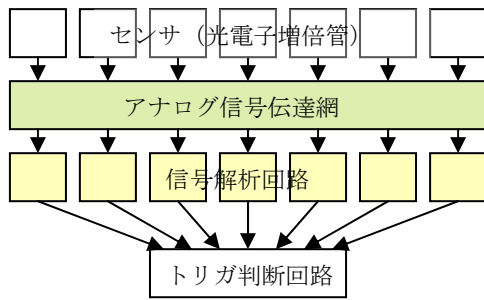 センサ（光電子増倍管）
アナログ信号伝達網
信号解析回路
トリガ判断回路